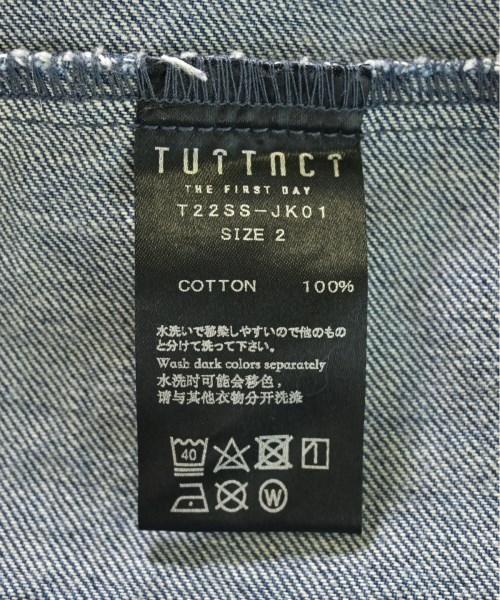 TUTTNCT
THE FIRST DAY
T22SS-JK01
SIZE 2
COTTON 100%
水洗いで移染しやすいので他のもの
と分けて洗って下さい。
Wash dark colors separately
水洗时可能会移色，
请与其他衣物分开洗涤
40
W